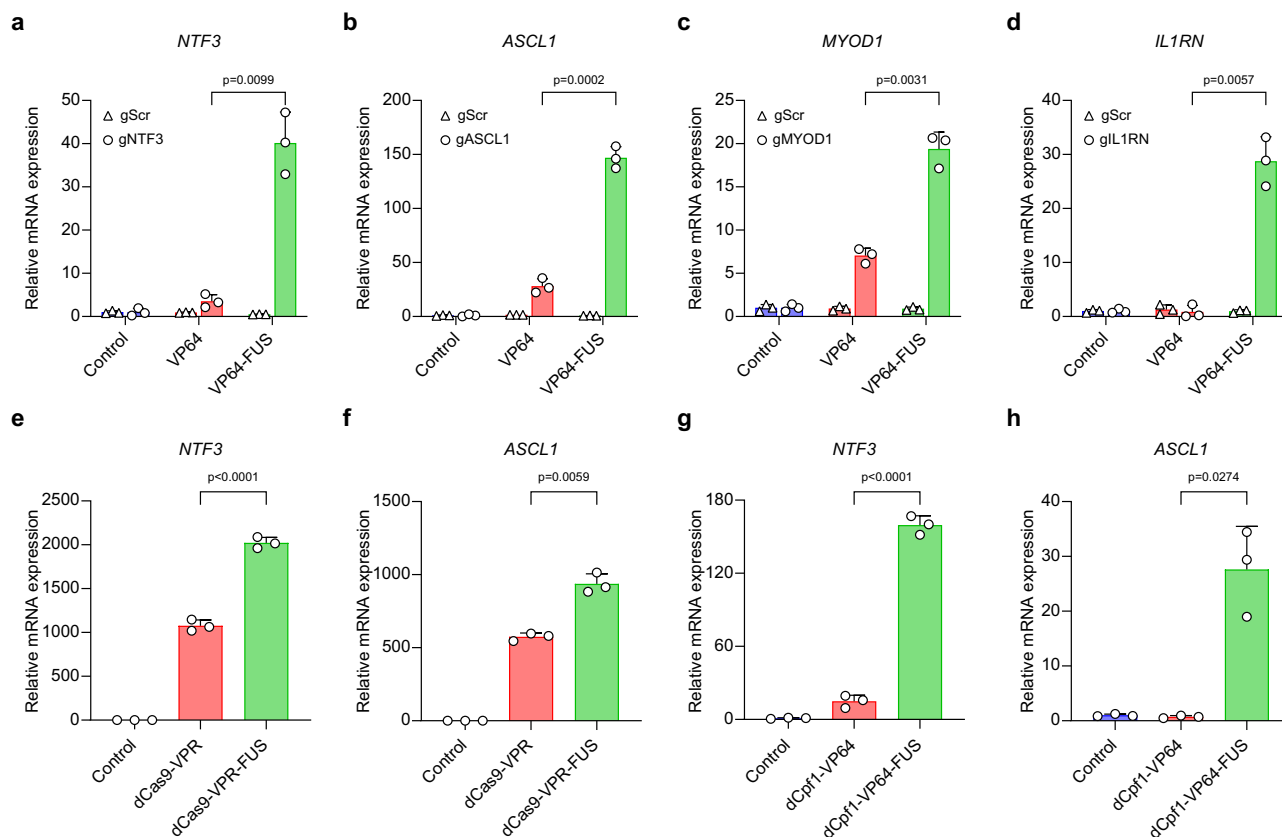 a
NTF3
p=0.0099
gScr
gNTF3
Relative mRNA expression
50
40
30
20
10
0
Control
VP64
VP64-FUS
b
ASCL1
p=0.0002
gScr
gASCL1
Relative mRNA expression
200
150
100
50
0
Control
VP64
VP64-FUS
c
MYOD1
p=0.0031
gScr
gMYOD1
Relative mRNA expression
25
20
15
10
5
0
Control
VP64
VP64-FUS
d
IL1RN
p=0.0057
gScr
gIL1RN
Relative mRNA expression
40
30
20
10
0
Control
VP64
VP64-FUS
e
NTF3
p<0.0001
Relative mRNA expression
2500
2000
1500
1000
500
0
Control
dCas9-VPR
dCas9-VPR-FUS
f
ASCL1
p=0.0059
Relative mRNA expression
1500
1000
500
0
Control
dCas9-VPR
dCas9-VPR-FUS
g
NTF3
p<0.0001
Relative mRNA expression
180
120
60
0
Control
dCpf1-VP64
dCpf1-VP64-FUS
h
ASCL1
p=0.0274
Relative mRNA expression
40
30
20
10
0
Control
dCpf1-VP64
dCpf1-VP64-FUS